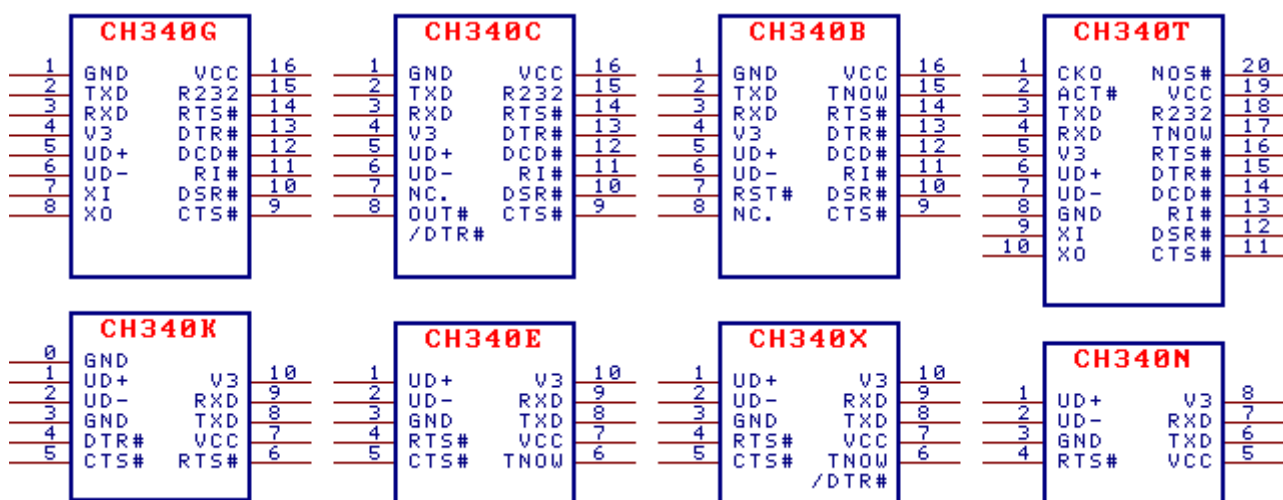 CH340G
1 GND VCC 16
2 TXD R232 15
3 RXD RTS# 14
4 V3 DTR# 13
5 UD+ DCD# 12
6 UD- RI# 11
7 XI DSR# 10
8 XO CTS# 9
CH340C
1 GND VCC 16
2 TXD R232 15
3 RXD RTS# 14
4 V3 DTR# 13
5 UD+ DCD# 12
6 UD- RI# 11
7 NC. DSR# 10
8 OUT# CTS# 9
/DTR#
CH340B
1 GND VCC 16
2 TXD TNOW 15
3 RXD RTS# 14
4 V3 DTR# 13
5 UD+ DCD# 12
6 UD- RI# 11
7 RST# DSR# 10
8 NC. CTS# 9
CH340T
1 CKO NOS# 20
2 ACT# VCC 19
3 TXD R232 18
4 RXD TNOW 17
5 V3 RTS# 16
6 UD+ DTR# 15
7 UD- DCD# 14
8 GND RI# 13
9 XI DSR# 12
10 XO CTS# 11
CH340K
0 GND
1 UD+ V3 10
2 UD- RXD 9
3 GND TXD 8
4 DTR# VCC 7
5 CTS# RTS# 6
CH340E
1 UD+ V3 10
2 UD- RXD 9
3 GND TXD 8
4 RTS# VCC 7
5 CTS# TNOW 6
CH340X
1 UD+ V3 10
2 UD- RXD 9
3 GND TXD 8
4 RTS# VCC 7
5 CTS# TNOW 6
/DTR#
CH340N
1 UD+ V3 8
2 UD- RXD 7
3 GND TXD 6
4 RTS# VCC 5